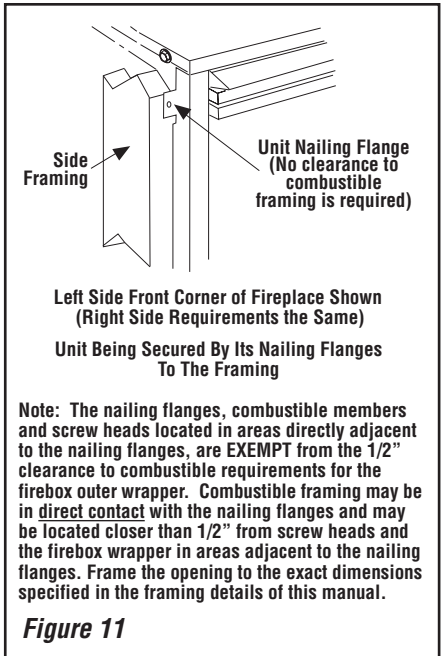 Side
Framing
Unit Nailing Flange
(No clearance to
combustible
framing is required)
Left Side Front Corner of Fireplace Shown
(Right Side Requirements the Same)
Unit Being Secured By Its Nailing Flanges
To The Framing
Note: The nailing flanges, combustible members
and screw heads located in areas directly adjacent
to the nailing flanges, are EXEMPT from the 1/2”
clearance to combustible requirements for the
firebox outer wrapper. Combustible framing may be
in direct contact with the nailing flanges and may
be located closer than 1/2” from screw heads and
the firebox wrapper in areas adjacent to the nailing
flanges. Frame the opening to the exact dimensions
specified in the framing details of this manual.
Figure 11